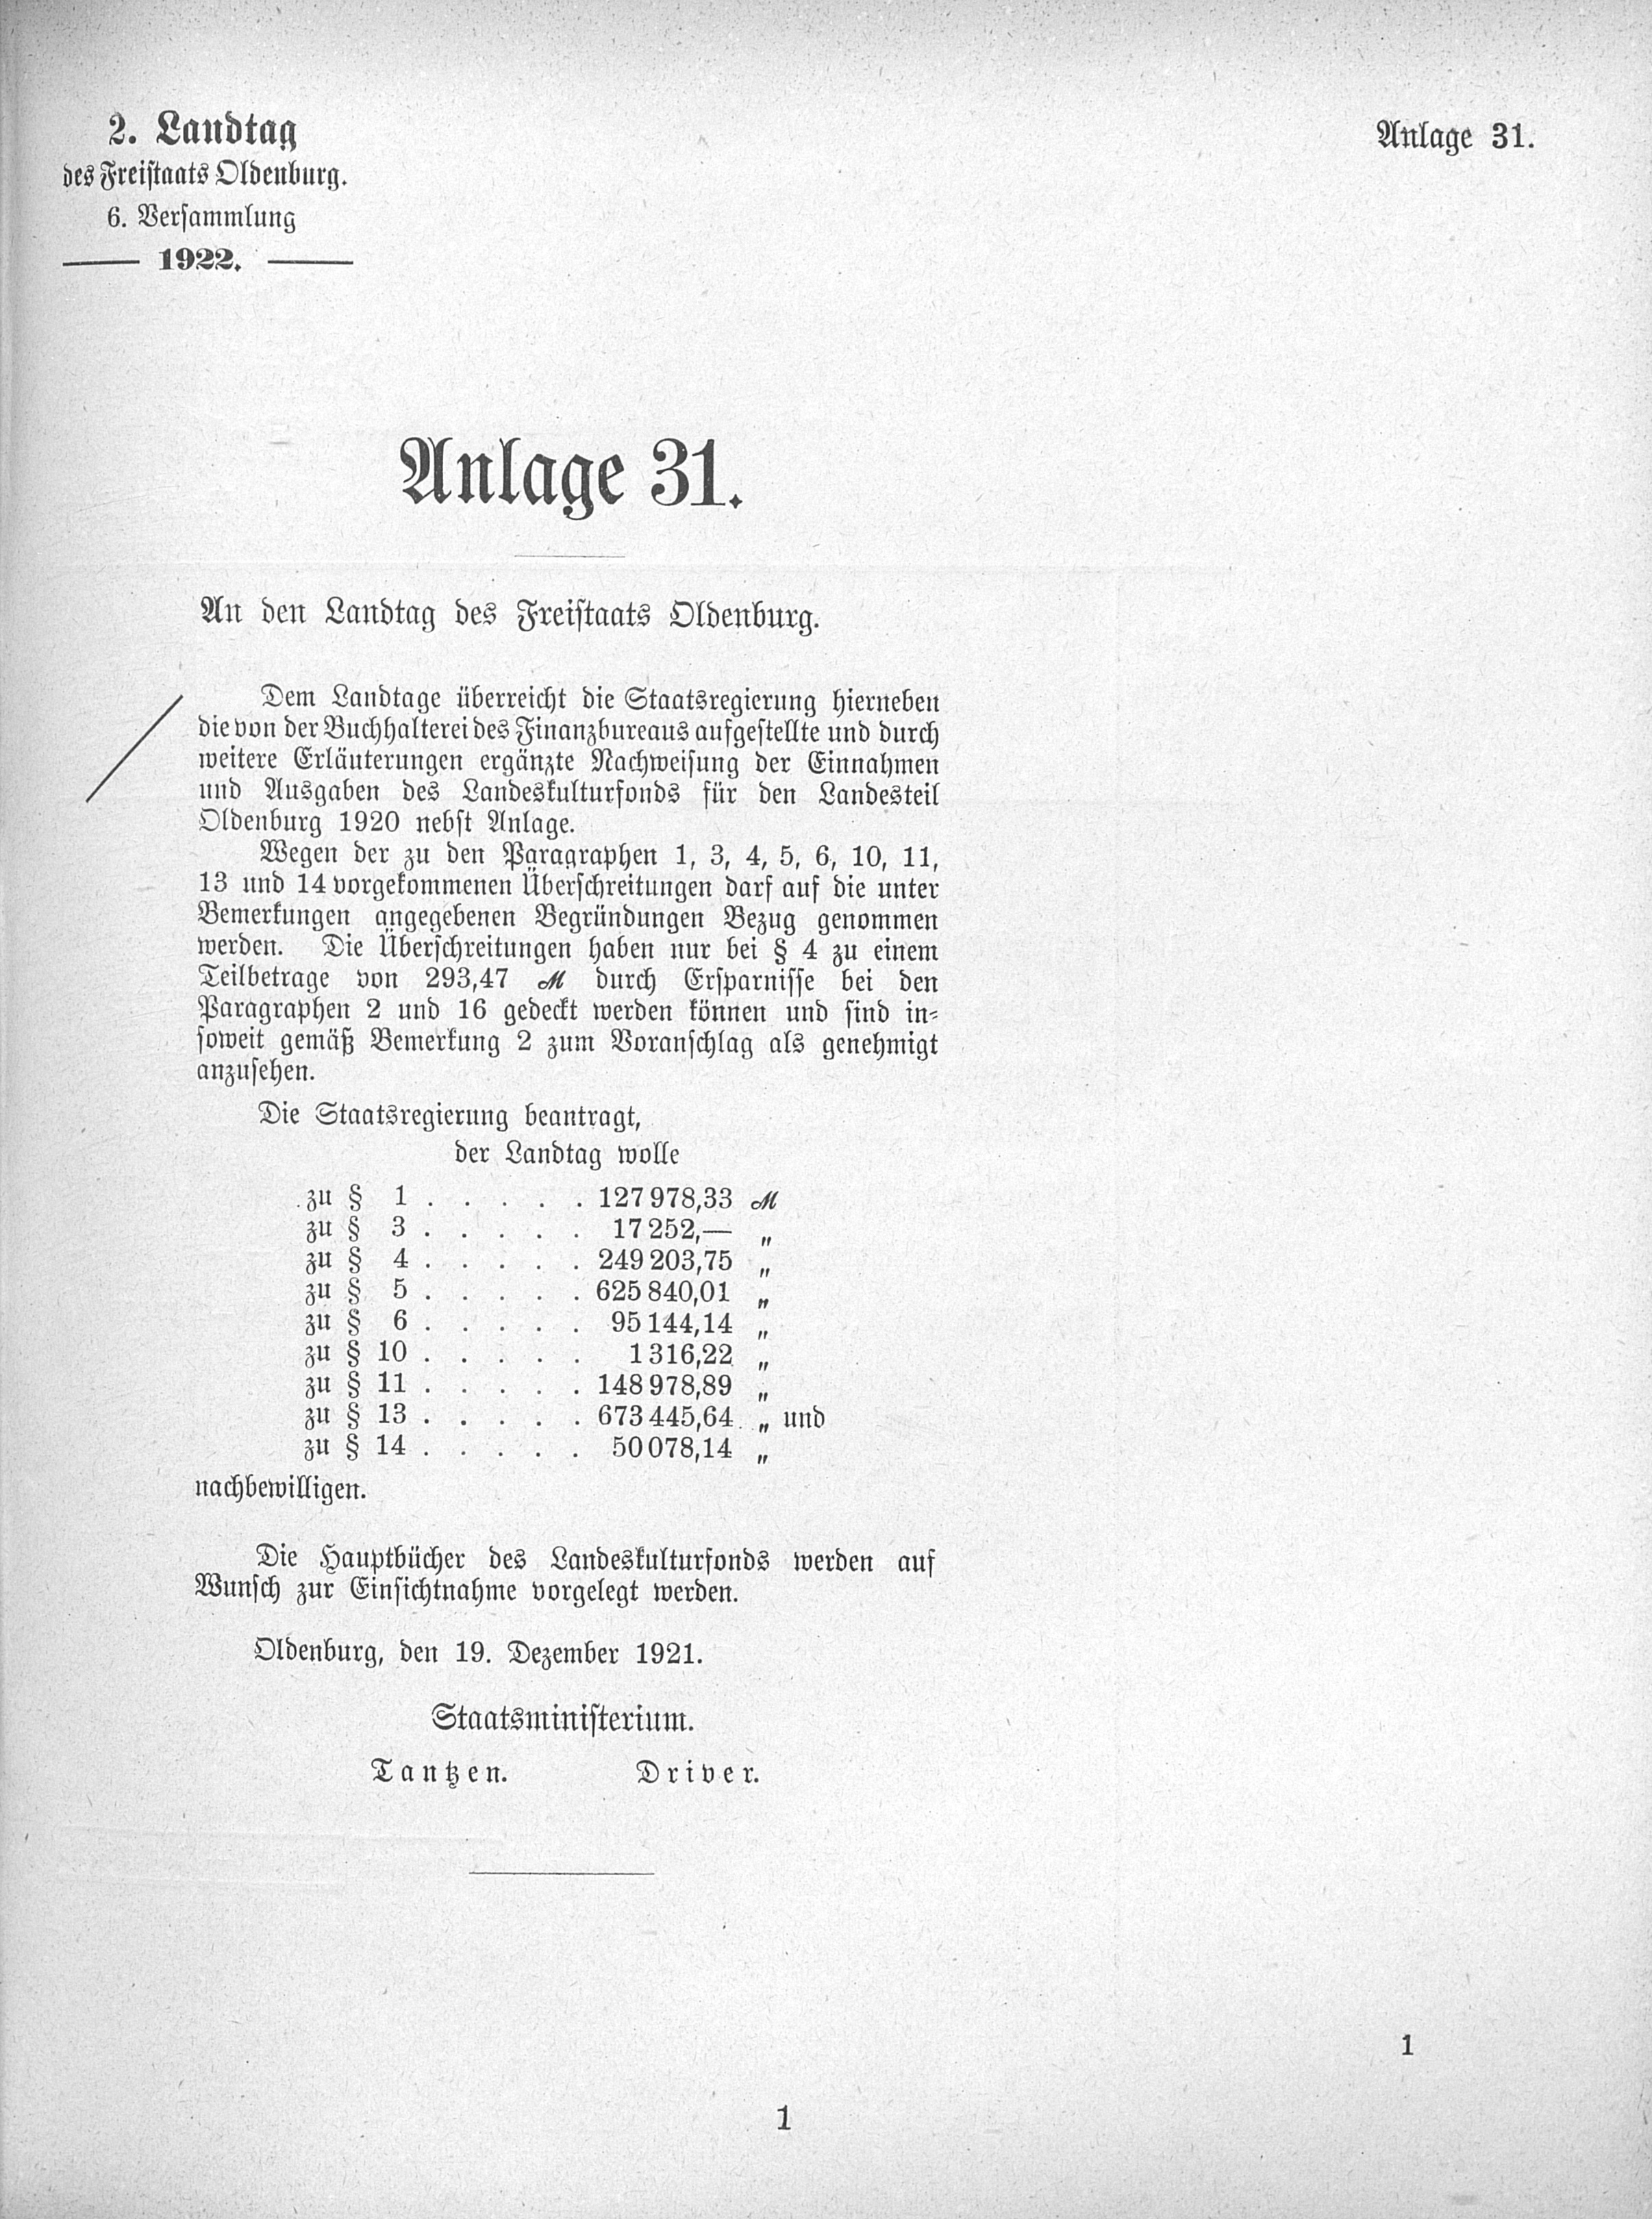 2. Landtag
des Freistaats Oldenburg.
6. Versammlung
1922.
Anlage 31.
Anlage 31.
An den Landtag des Freistaats Oldenburg.
Dem Landtage überreicht die Staatsregierung hierneben
die von der Buchhalterei des Finanzbureaus aufgestellte und durch
weitere Erläuterungen ergänzte Nachweisung der Einnahmen
und Ausgaben des Landeskulturfonds für den Landesteil
Oldenburg 1920 nebst Anlage.
Wegen der zu den Paragraphen 1, 3, 4, 5, 6, 10, 11,
13 und 14 vorgekommenen Überschreitungen darf auf die unter
Bemerkungen angegebenen Begründungen Bezug genommen
werden. Die Überschreitungen haben nur bei § 4 zu einem
Teilbetrage von 293,47 ℳ durch Ersparnisse bei den
Paragraphen 2 und 16 gedeckt werden können und sind in-
soweit gemäß Bemerkung 2 zum Voranschlag als genehmigt
anzusehen.
Die Staatsregierung beantragt,
der Landtag wolle
zu § 1 . . . . . 127 978,33 ℳ
zu § 3 . . . . . 17 252,— „
zu § 4 . . . . . 249 203,75 „
zu § 5 . . . . . 625 840,01 „
zu § 6 . . . . . 95 144,14 „
zu § 10 . . . . . 1 316,22 „
zu § 11 . . . . . 148 978,89 „
zu § 13 . . . . . 673 445,64 „ und
zu § 14 . . . . . 50 078,14 „
nachbewilligen.
Die Hauptbücher des Landeskulturfonds werden auf
Wunsch zur Einsichtnahme vorgelegt werden.
Oldenburg, den 19. Dezember 1921.
Staatsministerium.
Tantzen. Driver.
1
1